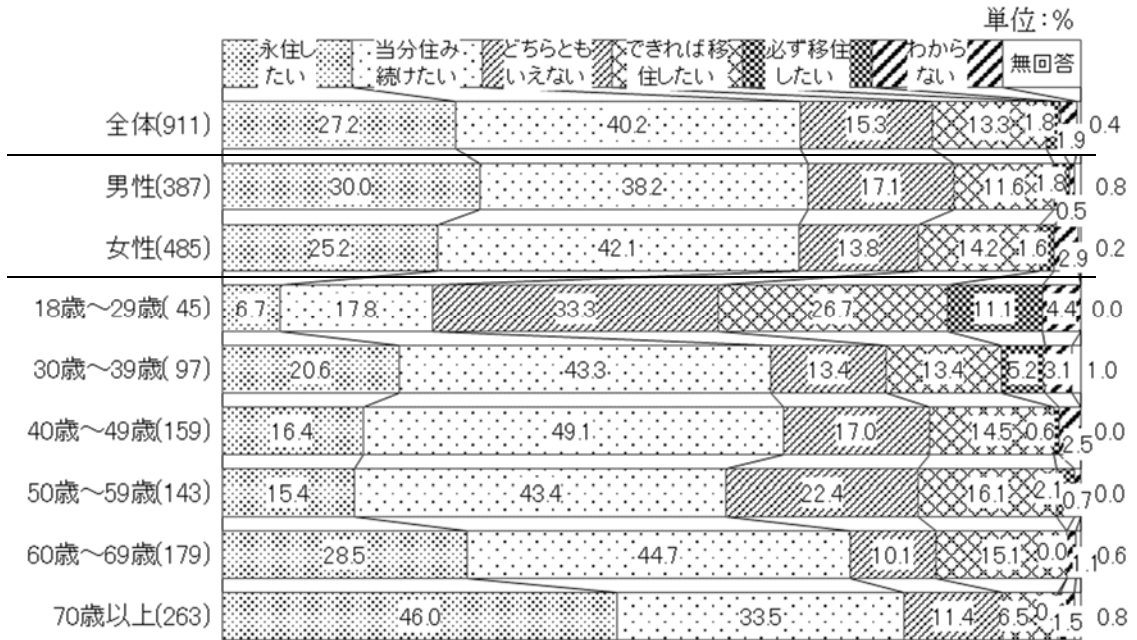 単位:%
永住し
たい
当分住み
続けたい
どちらとも
いえない
できれば移
住したい
必ず移住
したい
わから
ない
無回答
全体(911) 27.2 40.2 15.3 13.3 1.8 1.9 0.4
男性(387) 30.0 38.2 17.1 11.6 1.8 0.5 0.8
女性(485) 25.2 42.1 13.8 14.2 1.6 2.9 0.2
18歳~29歳( 45) 6.7 17.8 33.3 26.7 11.1 4.4 0.0
30歳~39歳( 97) 20.6 43.3 13.4 13.4 5.2 3.1 1.0
40歳~49歳(159) 16.4 49.1 17.0 14.5 0.6 2.5 0.0
50歳~59歳(143) 15.4 43.4 22.4 16.1 2.1 0.7 0.0
60歳~69歳(179) 28.5 44.7 10.1 15.1 0.0 1.1 0.6
70歳以上(263) 46.0 33.5 11.4 6.5 1.5 0.8